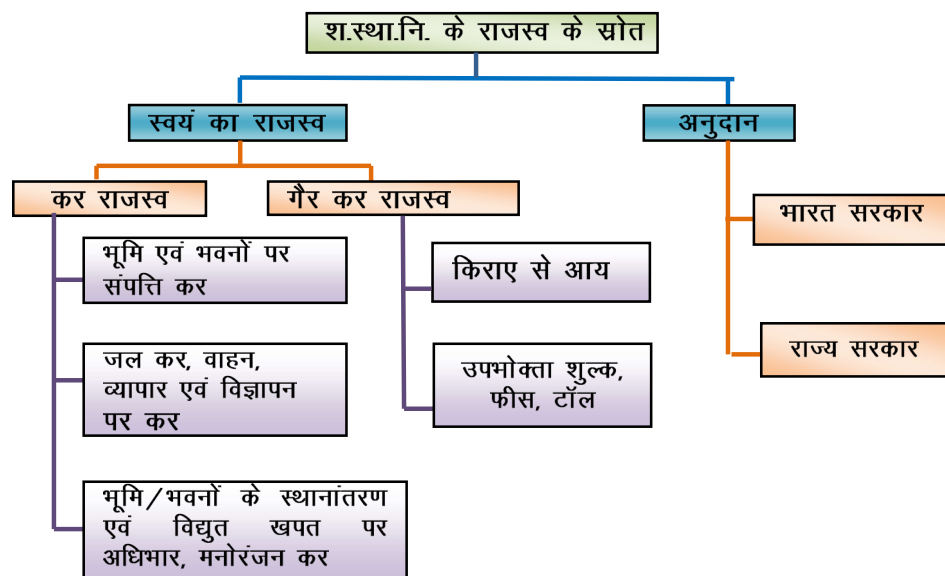 श.स्था.नि. के राजस्व के स्रोत
स्वयं का राजस्व
अनुदान
कर राजस्व
गैर कर राजस्व
भूमि एवं भवनों पर
संपत्ति कर
जल कर, वाहन,
व्यापार एवं विज्ञापन
पर कर
भूमि/भवनों के स्थानांतरण
एवं विद्युत खपत पर
अधिभार, मनोरंजन कर
किराए से आय
उपभोक्ता शुल्क,
फीस, टॉल
भारत सरकार
राज्य सरकार